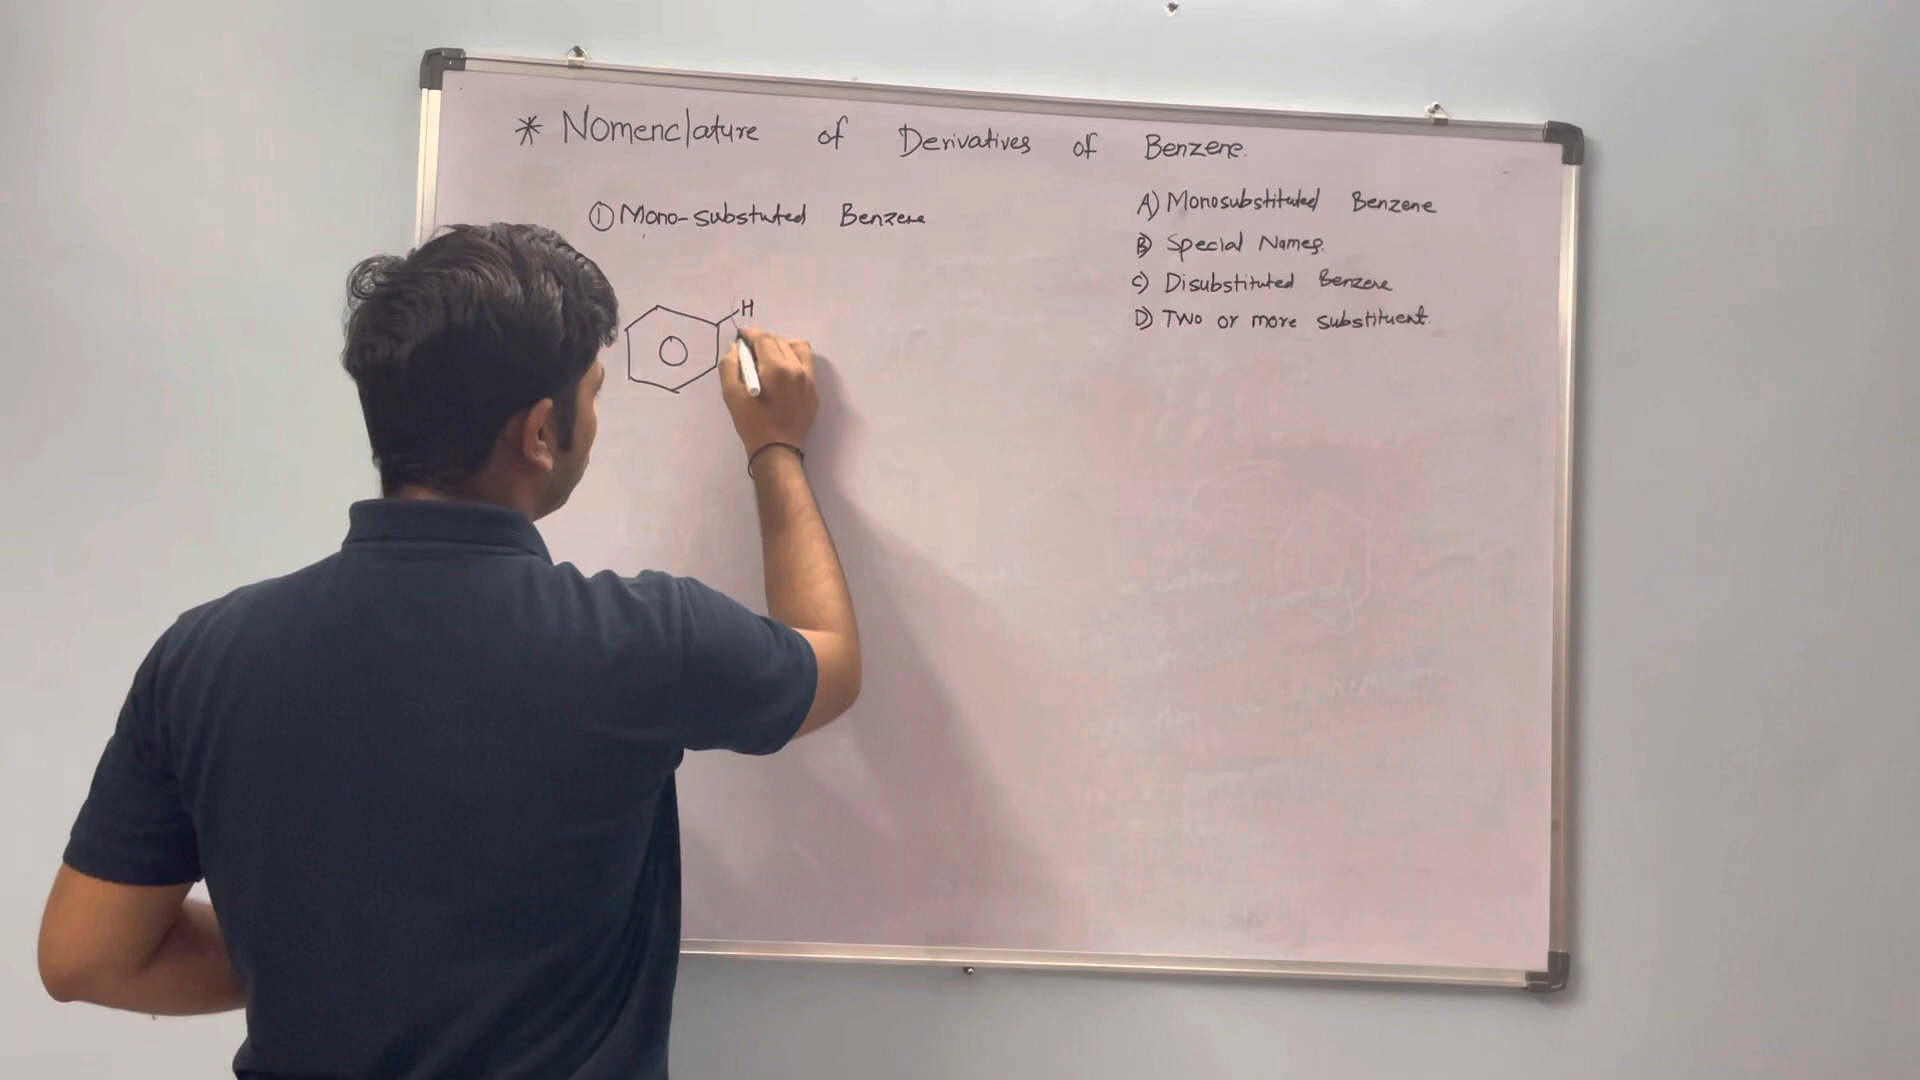 * Nomenclature of Derivatives of Benzene.
① Mono-substuted Benzene
H
A) Monosubstituted Benzene
B) Special Names.
C) Disubstituted Benzene
D) Two or more substituent.